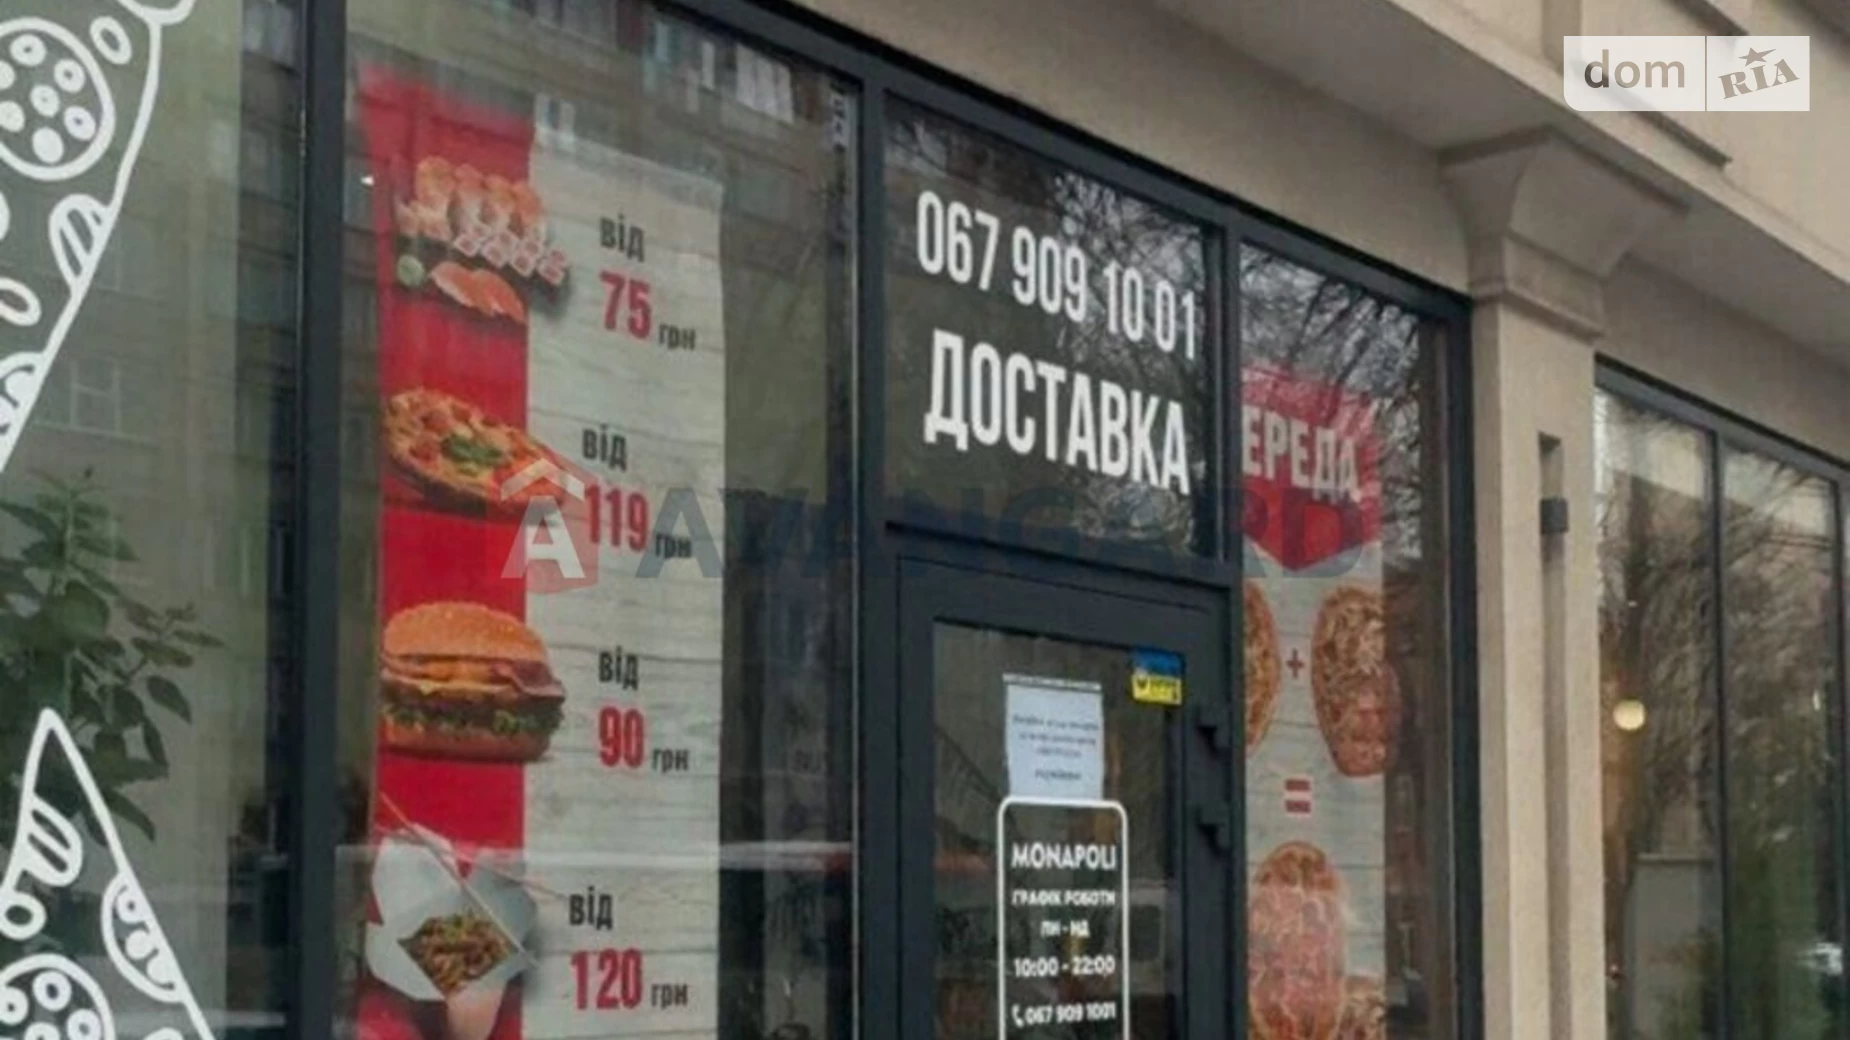 dom RIA
від
75 грн
від
119 грн
від
90 грн
від
120 грн
067 909 10 01
ДОСТАВКА
ЕРЕДА
+
=
A AVANGARD
MONAPOLI
ГРАФІК РОБОТИ
ПН - НД
10:00 - 22:00
067 909 1001